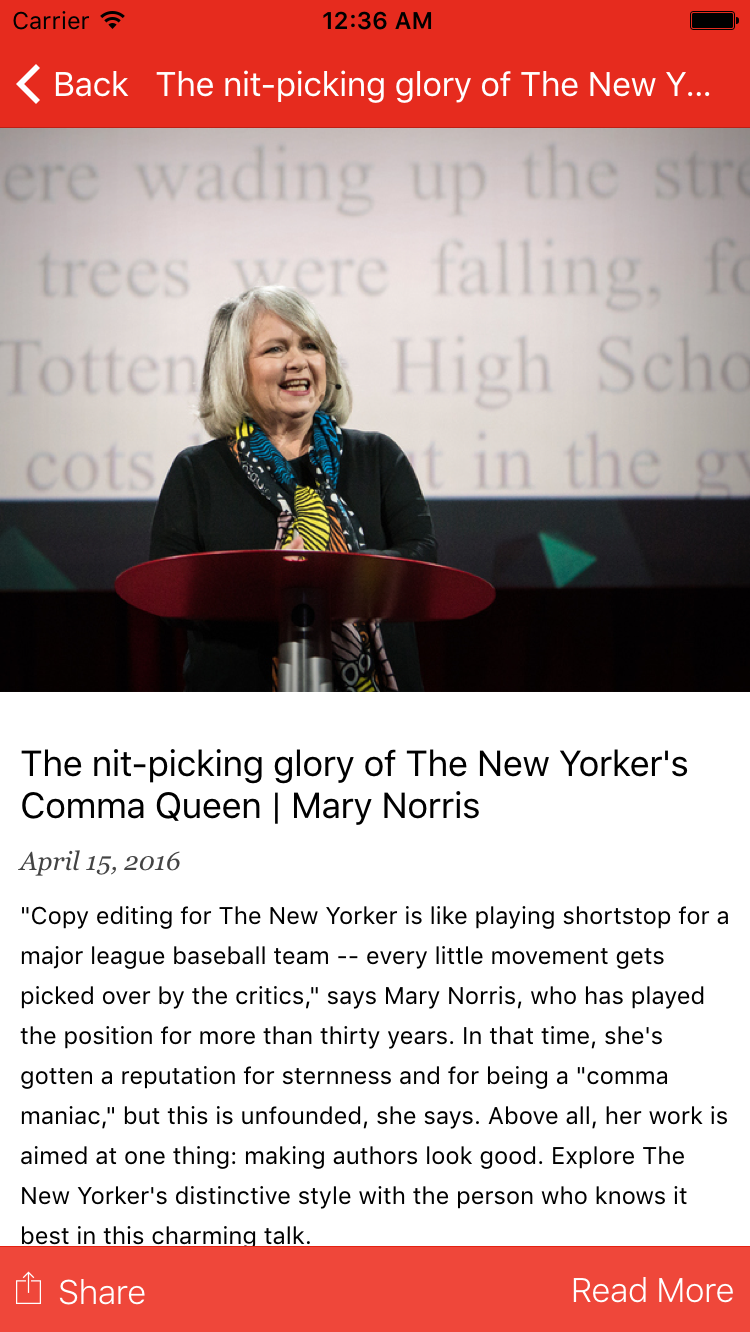 Carrier 12:36 AM
Back The nit-picking glory of The New Y...
ere wading up the stre
trees were falling, fo
Totten High Scho
cots t in the gy
The nit-picking glory of The New Yorker's
Comma Queen | Mary Norris
April 15, 2016
"Copy editing for The New Yorker is like playing shortstop for a
major league baseball team -- every little movement gets
picked over by the critics," says Mary Norris, who has played
the position for more than thirty years. In that time, she's
gotten a reputation for sternness and for being a "comma
maniac," but this is unfounded, she says. Above all, her work is
aimed at one thing: making authors look good. Explore The
New Yorker's distinctive style with the person who knows it
best in this charming talk.
Share Read More